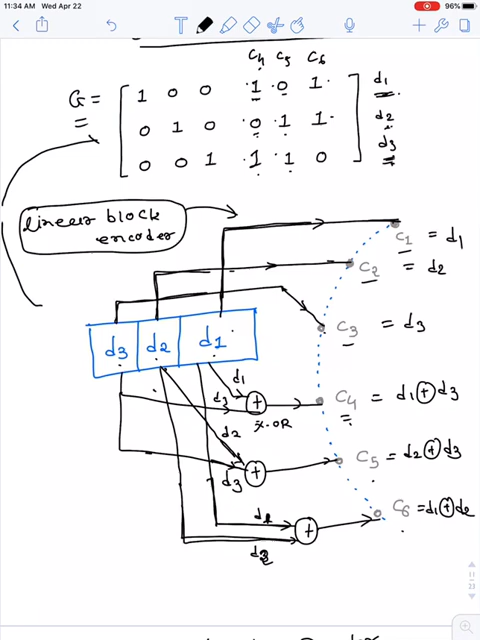 11:34 AM Wed Apr 22
96%
C4 C5 C6
G = 1 0 0 1 0 1 d1
0 1 0 0 1 1 d2
0 0 1 1 1 0 d3
linear block
encoder
C1 = d1
C2 = d2
C3 = d3
d3 d2 d1
d1
d3 + C4 = d1 ⊕ d3
X-OR
d2
d3 + C5 = d2 ⊕ d3
d1
+ C6 = d1 ⊕ d2
d2
11
23